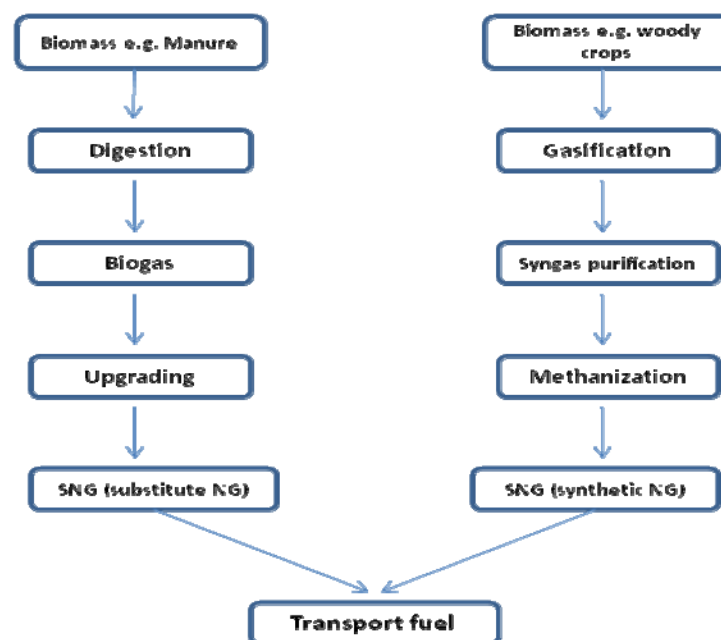 Biomass e.g. Manure
Digestion
Biogas
Upgrading
SNG (substitute NG)
Biomass e.g. woody
crops
Gasification
Syngas purification
Methanization
SNG (synthetic NG)
Transport fuel